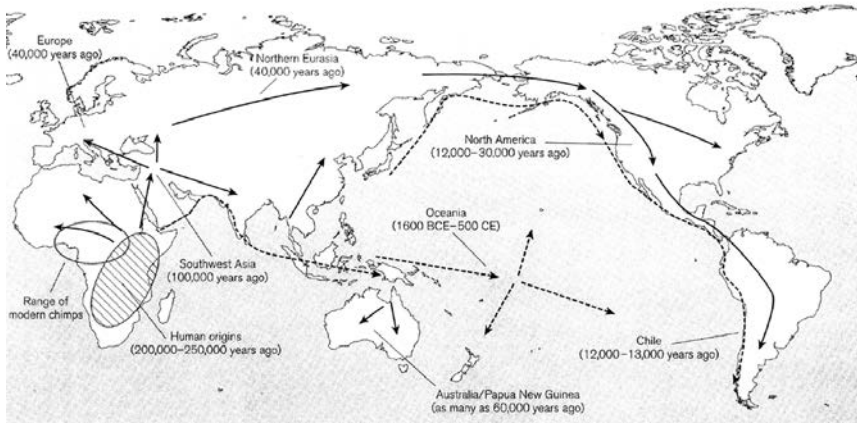 Europe
(40,000 years ago)
Northern Eurasia
(40,000 years ago)
North America
(12,000–30,000 years ago)
Oceania
(1600 BCE–500 CE)
Southwest Asia
(100,000 years ago)
Range of
modern chimps
Human origins
(200,000–250,000 years ago)
Chile
(12,000–13,000 years ago)
Australia/Papua New Guinea
(as many as 60,000 years ago)